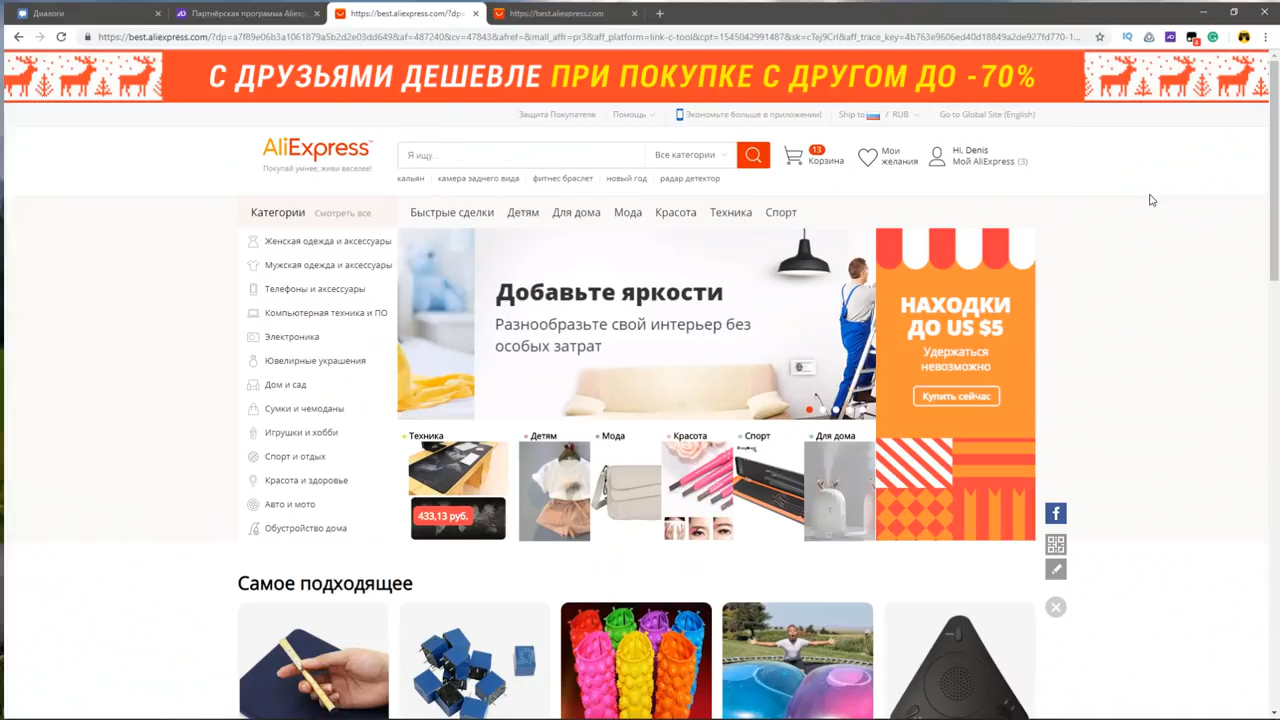 Диалоги
Партнёрская программа Aliexp
https://best.aliexpress.com/?dp=
https://best.aliexpress.com
https://best.aliexpress.com/?dp=a7f89e06b3a1061879a5b2d2e03dd649&af=487240&cv=47843&afref=&mall_affr=pr3&aff_platform=link-c-tool&cpt=1545042991487&sk=cTej9Crl&aff_trace_key=4b763e9606ed40d18849a2de927fd770-1...
С ДРУЗЬЯМИ ДЕШЕВЛЕ ПРИ ПОКУПКЕ С ДРУГОМ ДО -70%
Защита Покупателя Помощь Экономьте больше в приложении! Ship to / RUB Go to Global Site (English)
AliExpress™
Покупай умнее, живи веселее!
Я ищу...
Все категории
13
Корзина
Мои
желания
Hi, Denis
Мой AliExpress (3)
кальян камера заднего вида фитнес браслет новый год радар детектор
Категории Смотреть все
Быстрые сделки Детям Для дома Мода Красота Техника Спорт
Женская одежда и аксессуары
Мужская одежда и аксессуары
Телефоны и аксессуары
Компьютерная техника и ПО
Электроника
Ювелирные украшения
Дом и сад
Сумки и чемоданы
Игрушки и хобби
Спорт и отдых
Красота и здоровье
Авто и мото
Обустройство дома
Добавьте яркости
Разнообразьте свой интерьер без
особых затрат
НАХОДКИ
ДО US $5
Удержаться
невозможно
Купить сейчас
Техника
Детям
Мода
Красота
Спорт
Для дома
433,13 руб.
Самое подходящее